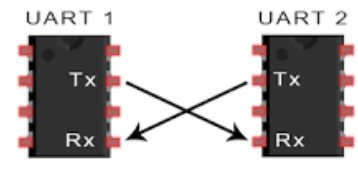 UART 1 UART 2
Tx Tx
Rx Rx